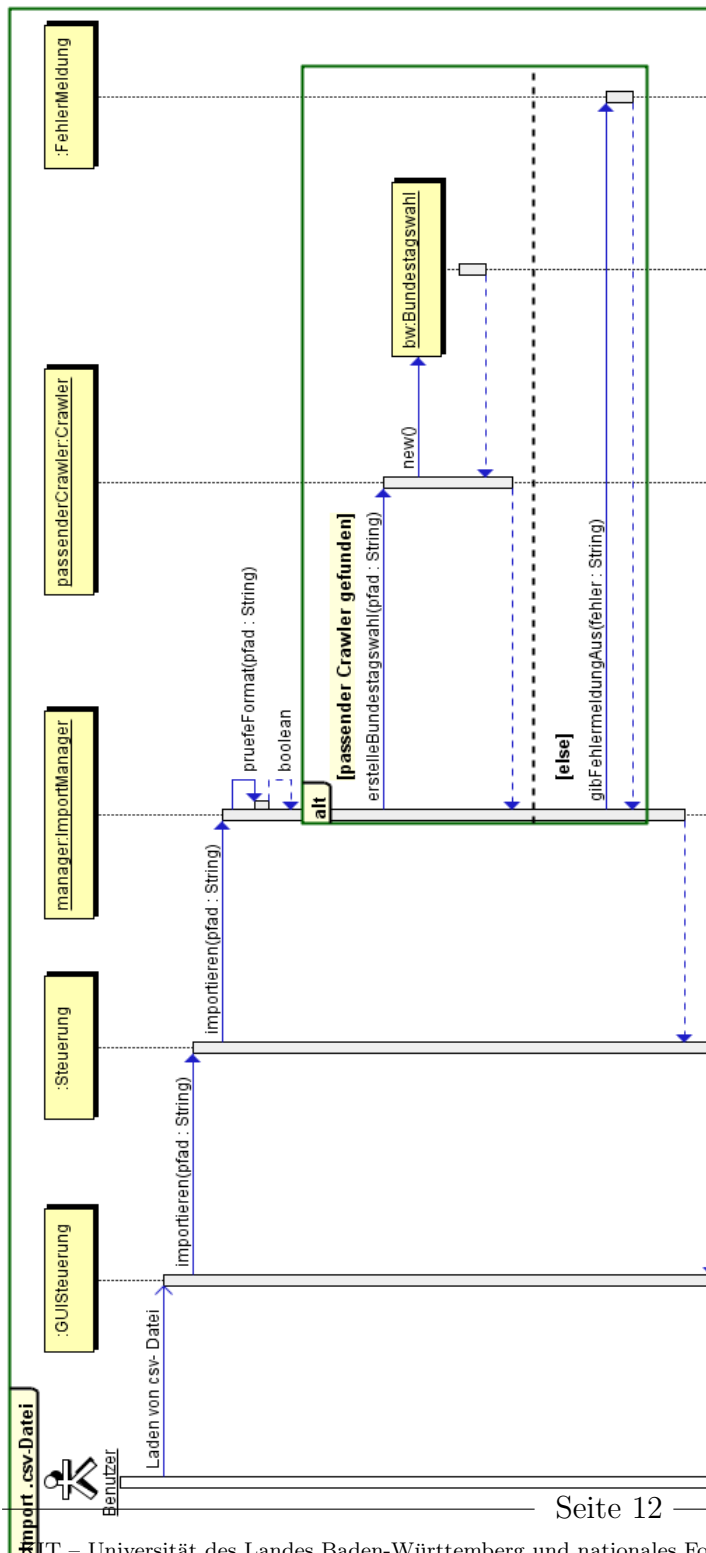 Import .csv-Datei
Benutzer
:GUISteuerung
:Steuerung
manager:ImportManager
passenderCrawler:Crawler
:FehlerMeldung
Laden von csv- Datei
importieren(pfad : String)
importieren(pfad : String)
pruefeFormat(pfad : String)
boolean
alt
[passender Crawler gefunden]
erstelleBundestagswahl(pfad : String)
new()
bw:Bundestagswahl
[else]
gibFehlermeldungAus(fehler : String)
Seite 12
KIT – Universität des Landes Baden-Württemberg und nationales